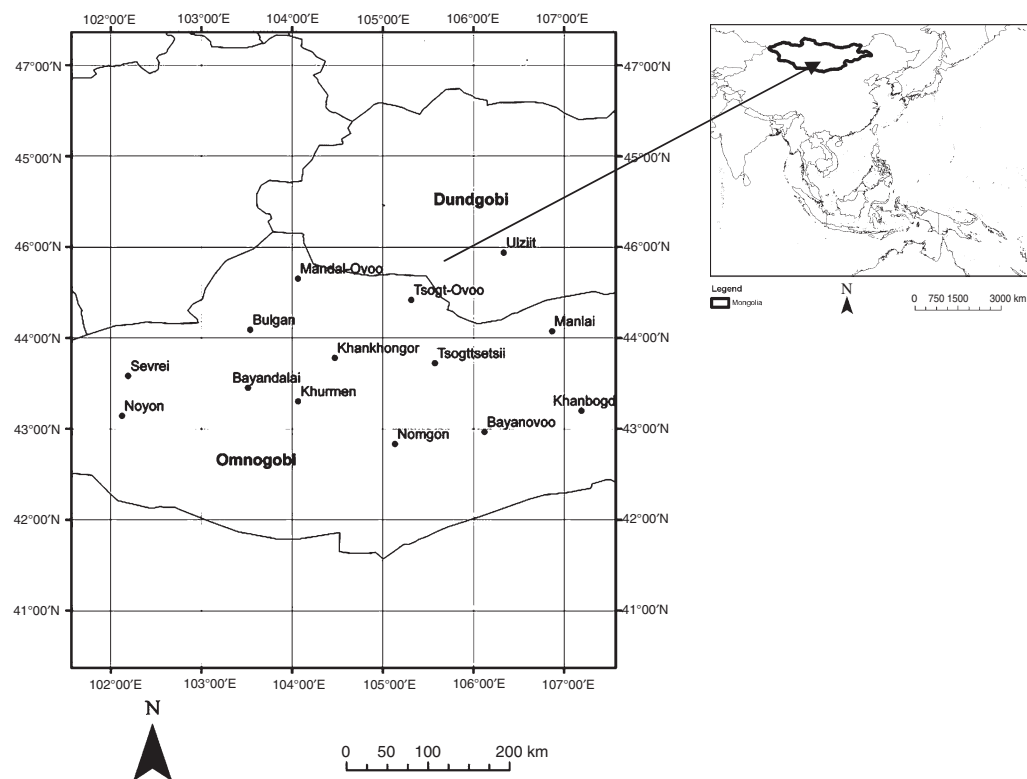 102°00′E 103°00′E 104°00′E 105°00′E 106°00′E 107°00′E
47°00′N 47°00′N
45°00′N 45°00′N
Dundgobi
46°00′N Ulziit 46°00′N
Mandal-Ovoo
Tsogt-Ovoo
Bulgan Manlai
44°00′N 44°00′N
Khankhongor Tsogttsetsii
Sevrei
Bayandalai
Khurmen
Noyon Khanbogd
Bayanovoo
43°00′N Nomgon 43°00′N
Omnogobi
42°00′N 42°00′N
41°00′N 41°00′N
102°00′E 103°00′E 104°00′E 105°00′E 106°00′E 107°00′E
N
0 50 100 200 km
Legend
Mongolia
N
0 750 1500 3000 km